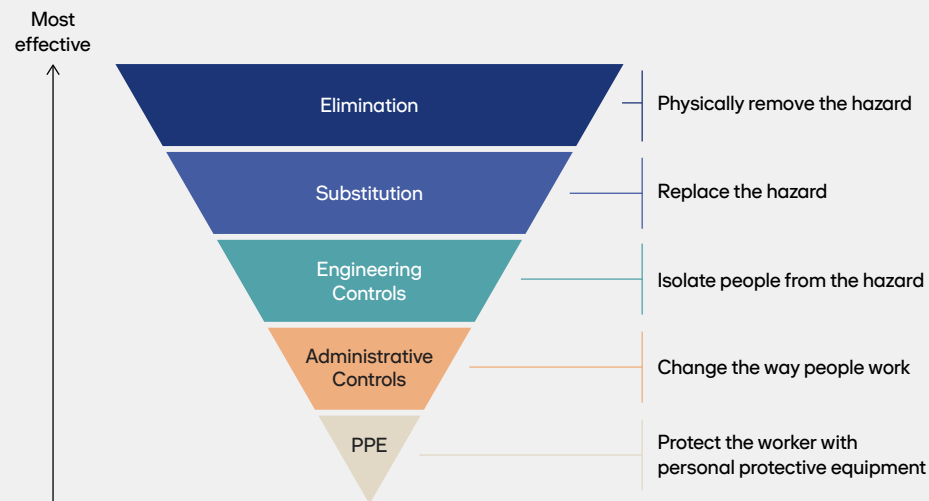 Most
effective
Elimination
Physically remove the hazard
Substitution
Replace the hazard
Engineering
Controls
Isolate people from the hazard
Administrative
Controls
Change the way people work
PPE
Protect the worker with
personal protective equipment